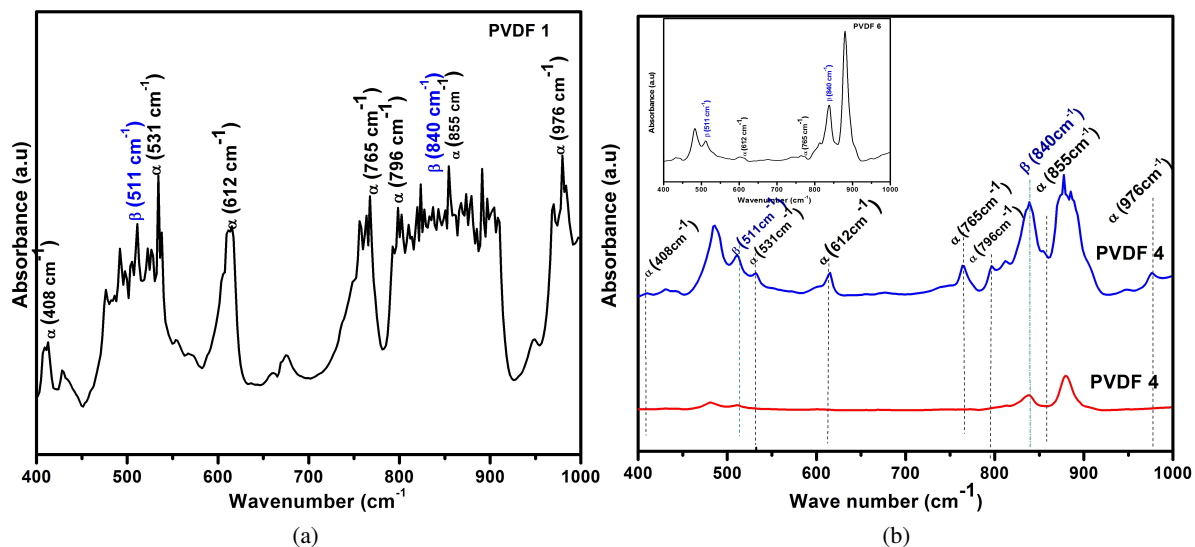 PVDF 1
α (408 cm⁻¹)
β (511 cm⁻¹)
α (531 cm⁻¹)
α (612 cm⁻¹)
α (765 cm⁻¹)
α (796 cm⁻¹)
β (840 cm⁻¹)
α (855 cm⁻¹)
α (976 cm⁻¹)
Absorbance (a.u)
400 500 600 700 800 900 1000
Wavenumber (cm⁻¹
(a)
PVDF 6
β (511 cm⁻¹)
α (612 cm⁻¹)
α (765 cm⁻¹)
β (840 cm⁻¹)
Absorbance (a.u)
400 500 600 700 800 900 1000
Wavenumber (cm⁻¹)
α (408cm⁻¹)
β (511cm⁻¹)
α (531cm⁻¹)
α (612cm⁻¹)
α (765cm⁻¹)
α (796cm⁻¹)
β (840cm⁻¹)
α (855cm⁻¹)
α (976cm⁻¹)
PVDF 4
PVDF 4
Absorbance (a.u)
400 500 600 700 800 900 1000
Wave number (cm⁻¹)
(b)